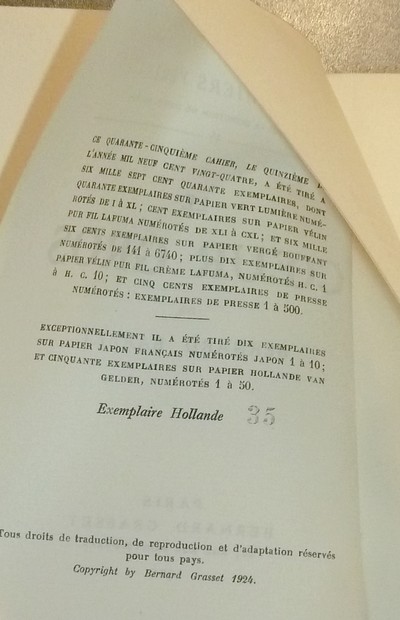 CE QUARANTE-CINQUIÈME CAHIER, LE QUINZIÈME
L'ANNÉE MIL NEUF CENT VINGT-QUATRE, A ÉTÉ TIRÉ A
SIX MILLE SEPT CENT QUARANTE EXEMPLAIRES, DONT
QUARANTE EXEMPLAIRES SUR PAPIER VERT LUMIÈRE NUMÉ-
ROTÉS DE I à XL; CENT EXEMPLAIRES SUR PAPIER VÉLIN
PUR FIL LAFUMA NUMÉROTÉS DE XLI à CXL; ET SIX MILLE
SIX CENTS EXEMPLAIRES SUR PAPIER VERGÉ BOUFFANT
NUMÉROTÉS DE 141 à 6740; PLUS DIX EXEMPLAIRES SUR
PAPIER VÉLIN PUR FIL CRÈME LAFUMA, NUMÉROTÉS H. C. 1
à H. C. 10; ET CINQ CENTS EXEMPLAIRES DE PRESSE
NUMÉROTÉS: EXEMPLAIRES DE PRESSE 1 à 500.
EXCEPTIONNELLEMENT IL A ÉTÉ TIRÉ DIX EXEMPLAIRES
SUR PAPIER JAPON FRANÇAIS NUMÉROTÉS JAPON 1 à 10;
ET CINQUANTE EXEMPLAIRES SUR PAPIER HOLLANDE VAN
GELDER, NUMÉROTÉS 1 à 50.
Exemplaire Hollande 35
Tous droits de traduction, de reproduction et d'adaptation réservés
pour tous pays.
Copyright by Bernard Grasset 1924.